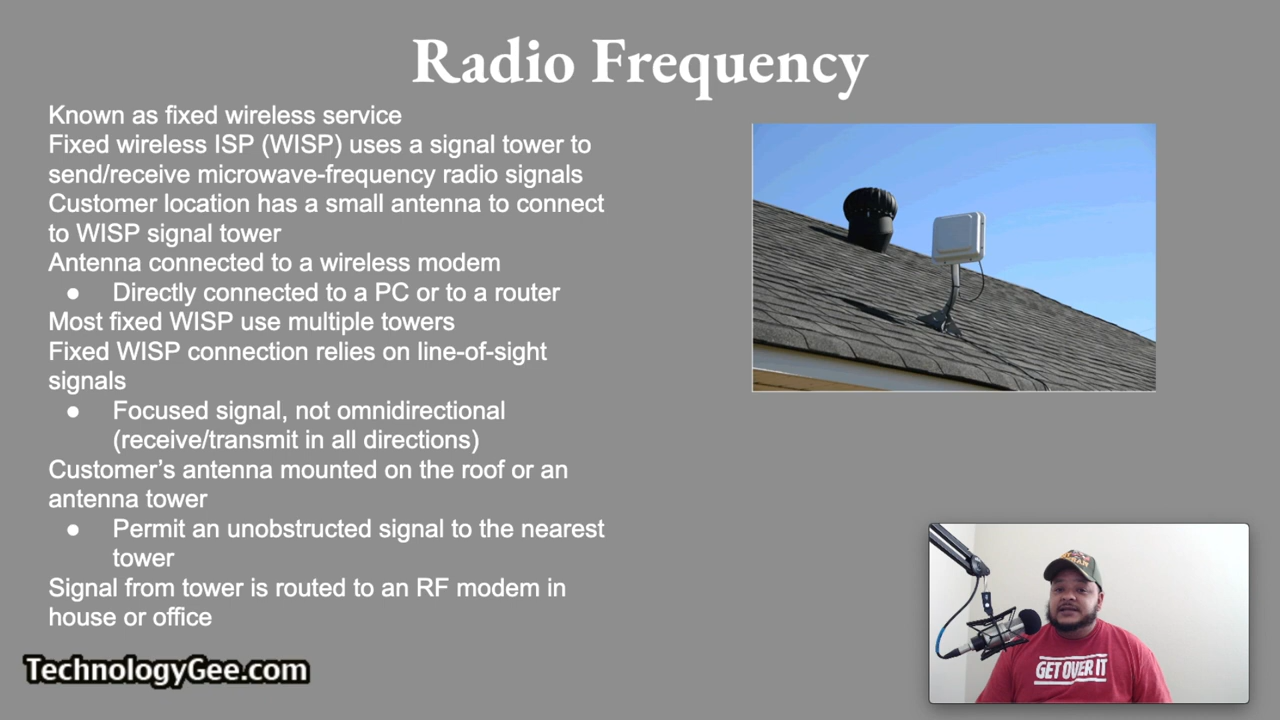 Radio Frequency
Known as fixed wireless service
Fixed wireless ISP (WISP) uses a signal tower to
send/receive microwave-frequency radio signals
Customer location has a small antenna to connect
to WISP signal tower
Antenna connected to a wireless modem
● Directly connected to a PC or to a router
Most fixed WISP use multiple towers
Fixed WISP connection relies on line-of-sight
signals
● Focused signal, not omnidirectional
(receive/transmit in all directions)
Customer’s antenna mounted on the roof or an
antenna tower
● Permit an unobstructed signal to the nearest
tower
Signal from tower is routed to an RF modem in
house or office
TechnologyGee.com
GET OVER IT